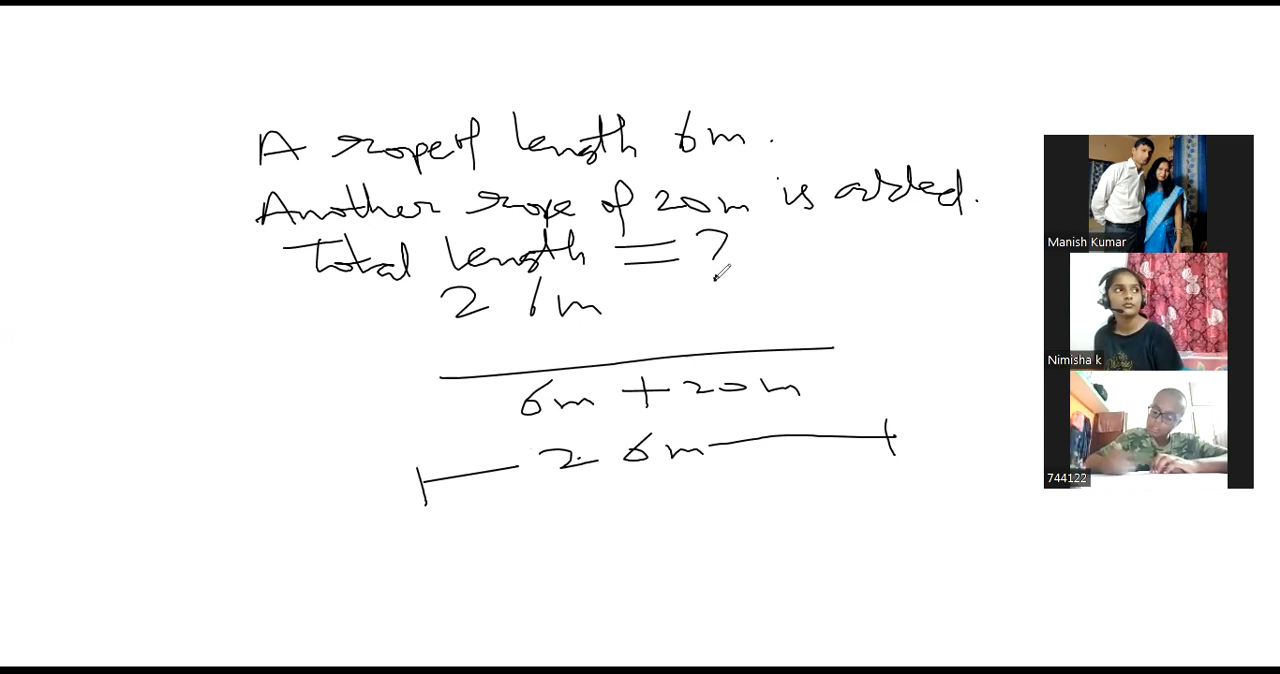 A rope of length 6m.
Another rope of 20m is added.
Total length = ?
26m
6m + 20m
26m
Manish Kumar
Nimisha k
744122